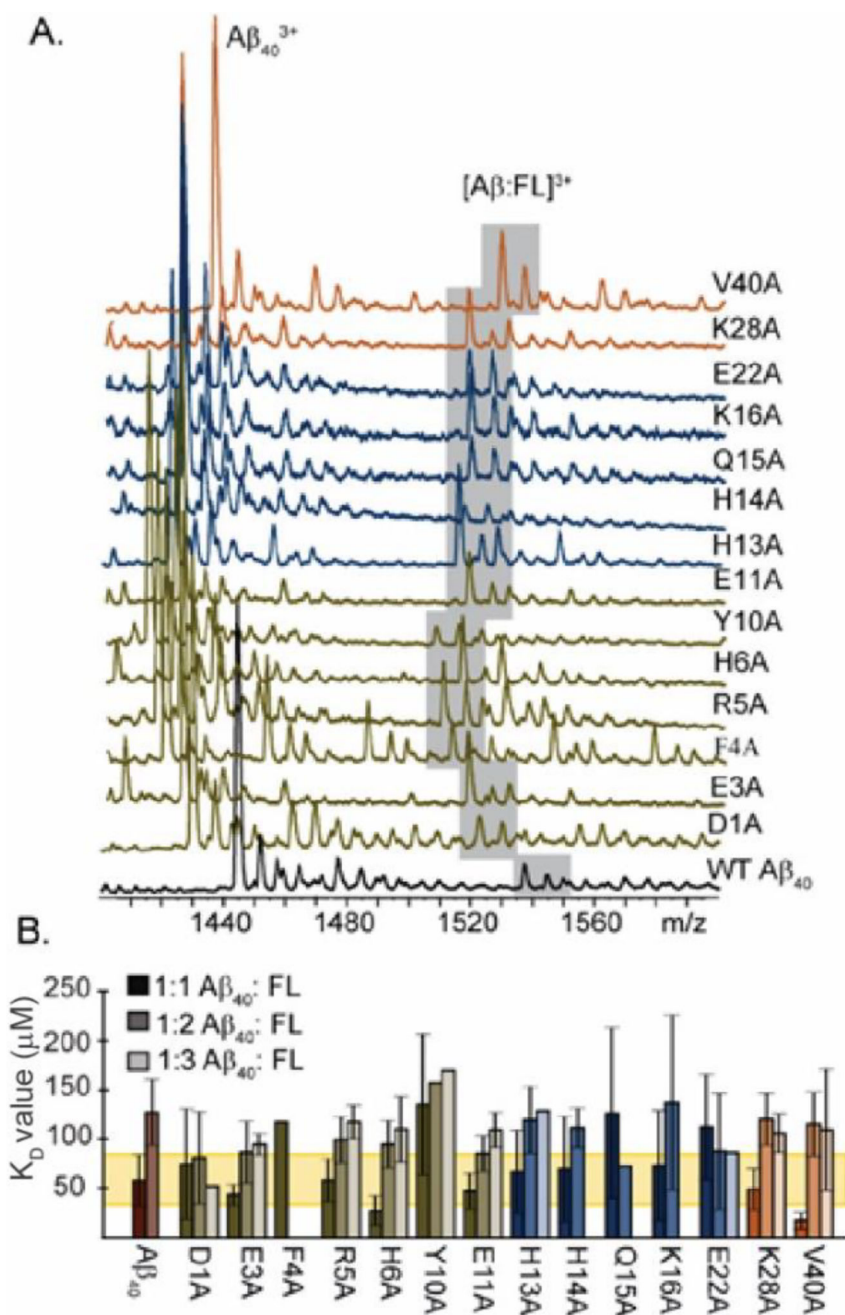 A.
Aβ₄₀³⁺
[Aβ:FL]³⁺
V40A
K28A
E22A
K16A
Q15A
H14A
H13A
E11A
Y10A
H6A
R5A
F4A
E3A
D1A
WT Aβ₄₀
1440 1480 1520 1560 m/z
B.
K_D value (μM)
250
200
150
100
50
1:1 Aβ₄₀: FL
1:2 Aβ₄₀: FL
1:3 Aβ₄₀: FL
Aβ₄₀ D1A E3A F4A R5A H6A Y10A E11A H13A H14A Q15A K16A E22A K28A V40A